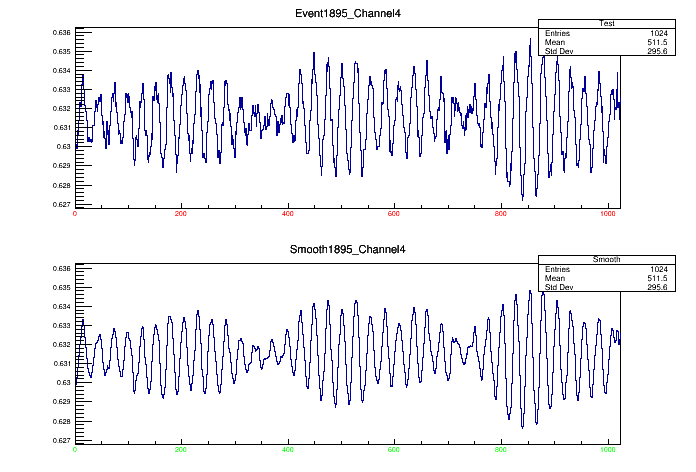 Event1895_Channel4
Test
Entries 1024
Mean 511.5
Std Dev 295.6
0.636
0.635
0.634
0.633
0.632
0.631
0.63
0.629
0.628
0.627
0 200 400 600 800 1000
Smooth1895_Channel4
Smooth
Entries 1024
Mean 511.5
Std Dev 295.6
0.636
0.635
0.634
0.633
0.632
0.631
0.63
0.629
0.628
0.627
0 200 400 600 800 1000